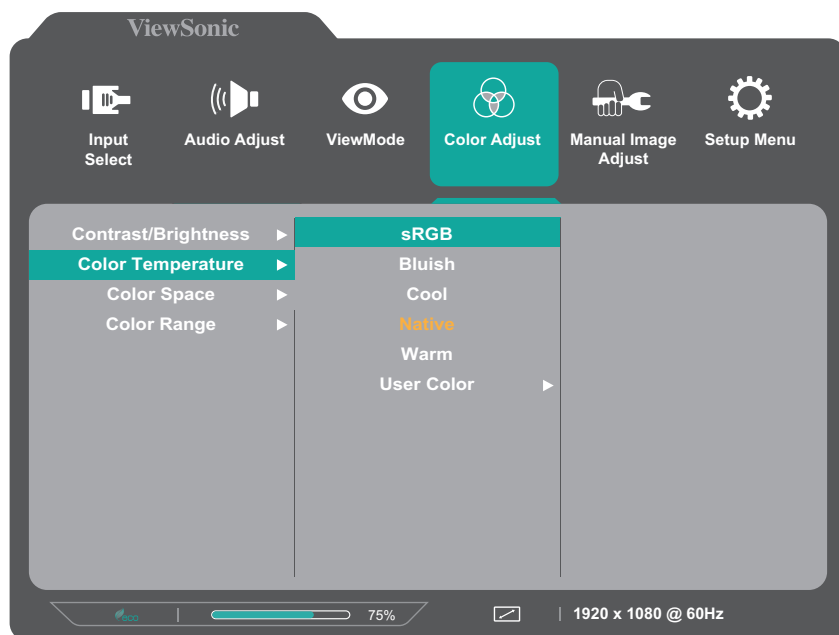 ViewSonic
Input
Select
Audio Adjust
ViewMode
Color Adjust
Manual Image
Adjust
Setup Menu
Contrast/Brightness
Color Temperature
Color Space
Color Range
sRGB
Bluish
Cool
Native
Warm
User Color
eco
75%
1920 x 1080 @ 60Hz